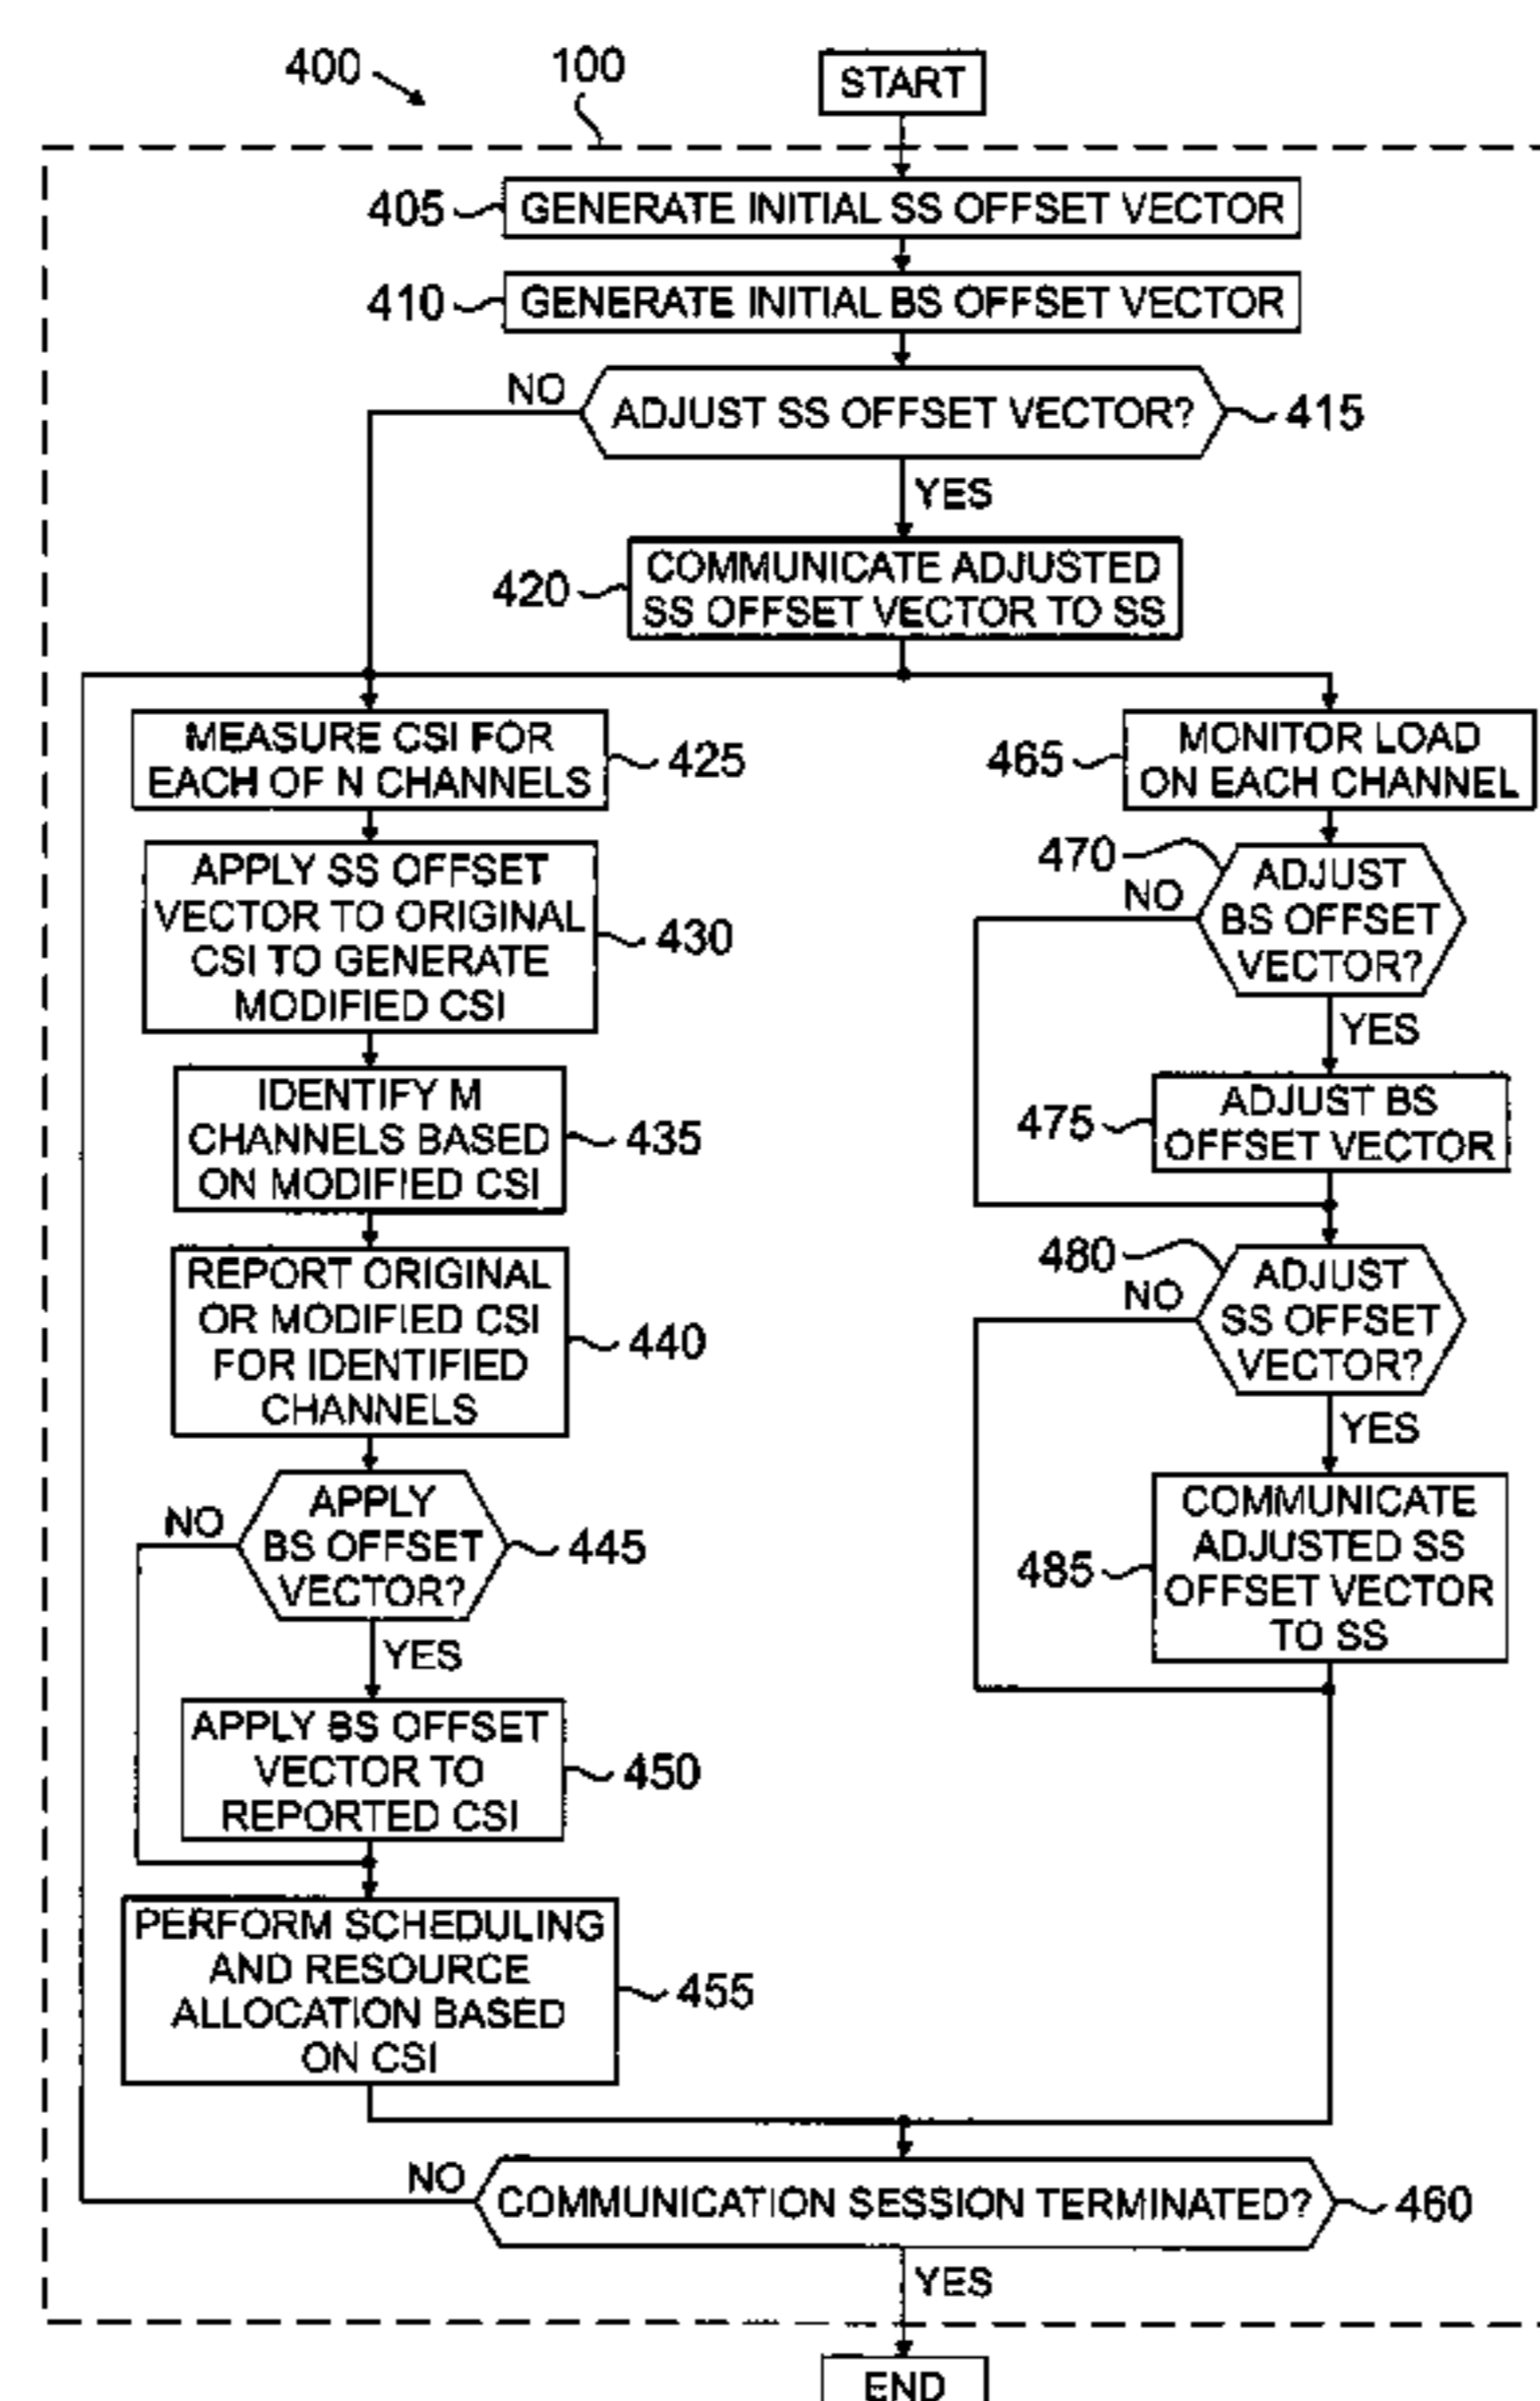 400
100
START
405
GENERATE INITIAL SS OFFSET VECTOR
410
GENERATE INITIAL BS OFFSET VECTOR
NO
ADJUST SS OFFSET VECTOR?
415
YES
420
COMMUNICATE ADJUSTED
SS OFFSET VECTOR TO SS
MEASURE CSI FOR
EACH OF N CHANNELS
425
APPLY SS OFFSET
VECTOR TO ORIGINAL
CSI TO GENERATE
MODIFIED CSI
430
IDENTIFY M
CHANNELS BASED
ON MODIFIED CSI
435
REPORT ORIGINAL
OR MODIFIED CSI
FOR IDENTIFIED
CHANNELS
440
NO
APPLY
BS OFFSET
VECTOR?
445
YES
APPLY BS OFFSET
VECTOR TO
REPORTED CSI
450
PERFORM SCHEDULING
AND RESOURCE
ALLOCATION BASED
ON CSI
455
465
MONITOR LOAD
ON EACH CHANNEL
470
NO
ADJUST
BS OFFSET
VECTOR?
YES
475
ADJUST BS
OFFSET VECTOR
480
NO
ADJUST
SS OFFSET
VECTOR?
YES
485
COMMUNICATE
ADJUSTED SS
OFFSET VECTOR
TO SS
NO
COMMUNICATION SESSION TERMINATED?
460
YES
END